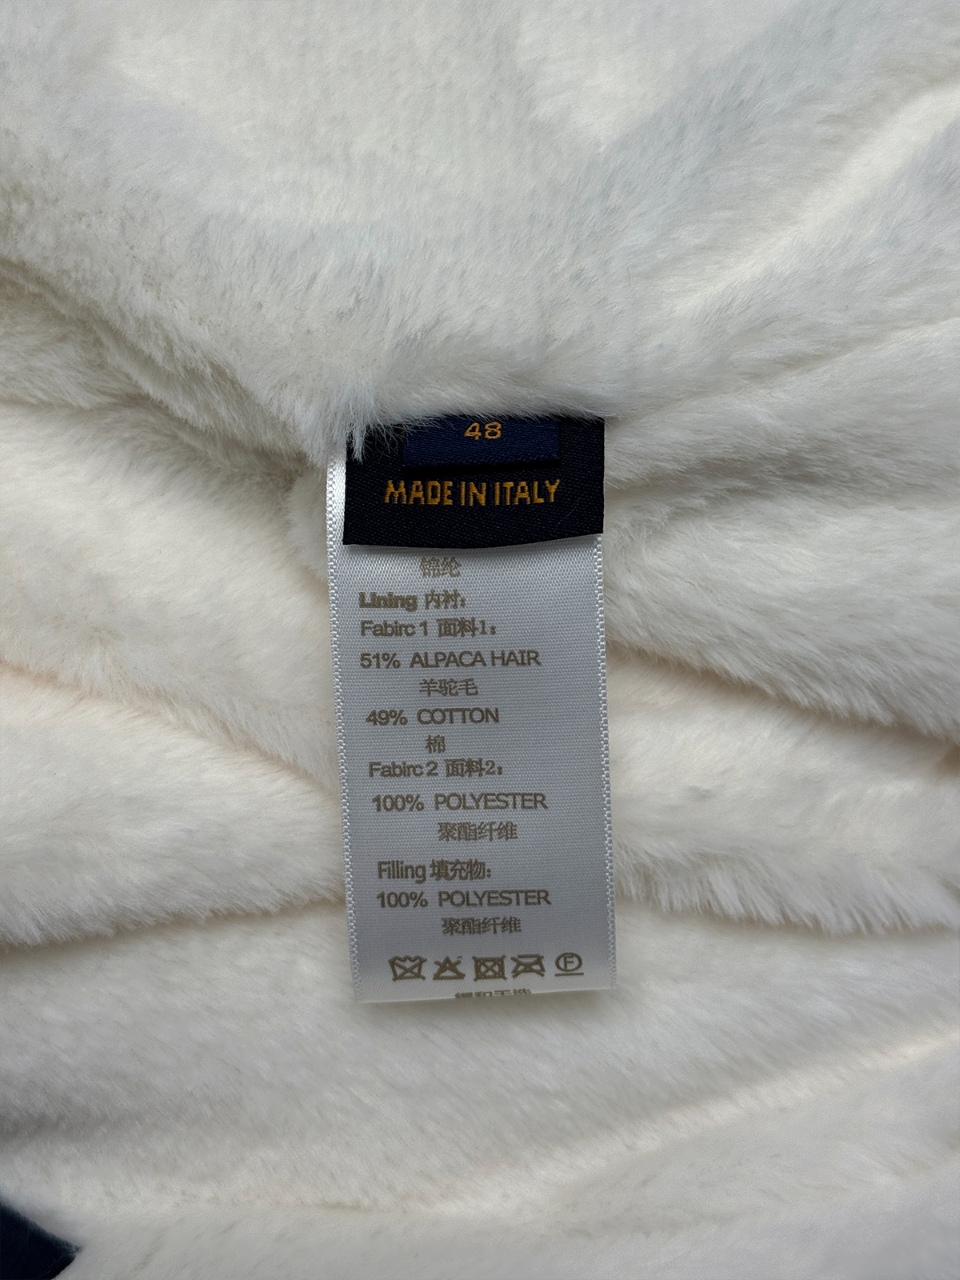 48
MADE IN ITALY
锦纶
Lining 内衬:
Fabirc 1 面料1:
51% ALPACA HAIR
羊驼毛
49% COTTON
棉
Fabirc 2 面料2:
100% POLYESTER
聚酯纤维
Filling 填充物:
100% POLYESTER
聚酯纤维